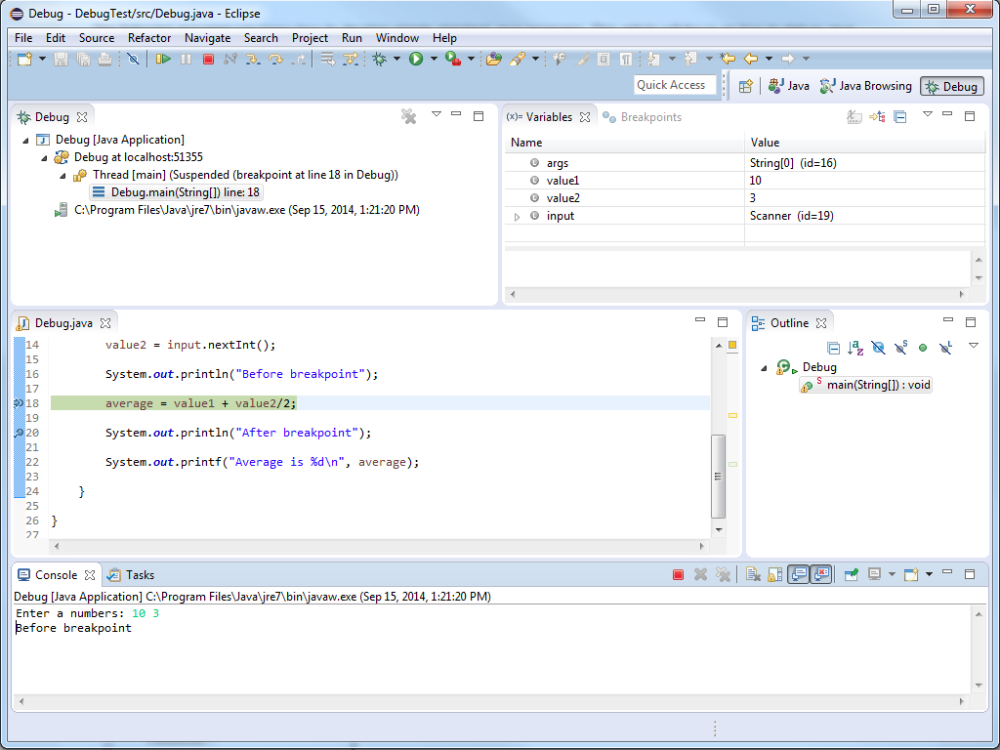 Debug - DebugTest/src/Debug.java - Eclipse
File Edit Source Refactor Navigate Search Project Run Window Help
Quick Access Java Java Browsing Debug
Debug
Debug [Java Application]
Debug at localhost:51355
Thread [main] (Suspended (breakpoint at line 18 in Debug))
Debug.main(String[]) line: 18
C:\Program Files\Java\jre7\bin\javaw.exe (Sep 15, 2014, 1:21:20 PM)
(x)= Variables Breakpoints
Name Value
args String[0] (id=16)
value1 10
value2 3
input Scanner (id=19)
Debug.java
14 value2 = input.nextInt();
15
16 System.out.println("Before breakpoint");
17
18 average = value1 + value2/2;
19
20 System.out.println("After breakpoint");
21
22 System.out.printf("Average is %d\n", average);
23
24 }
25
26 }
27
Outline
Debug
main(String[]) : void
Console Tasks
Debug [Java Application] C:\Program Files\Java\jre7\bin\javaw.exe (Sep 15, 2014, 1:21:20 PM)
Enter a numbers: 10 3
Before breakpoint